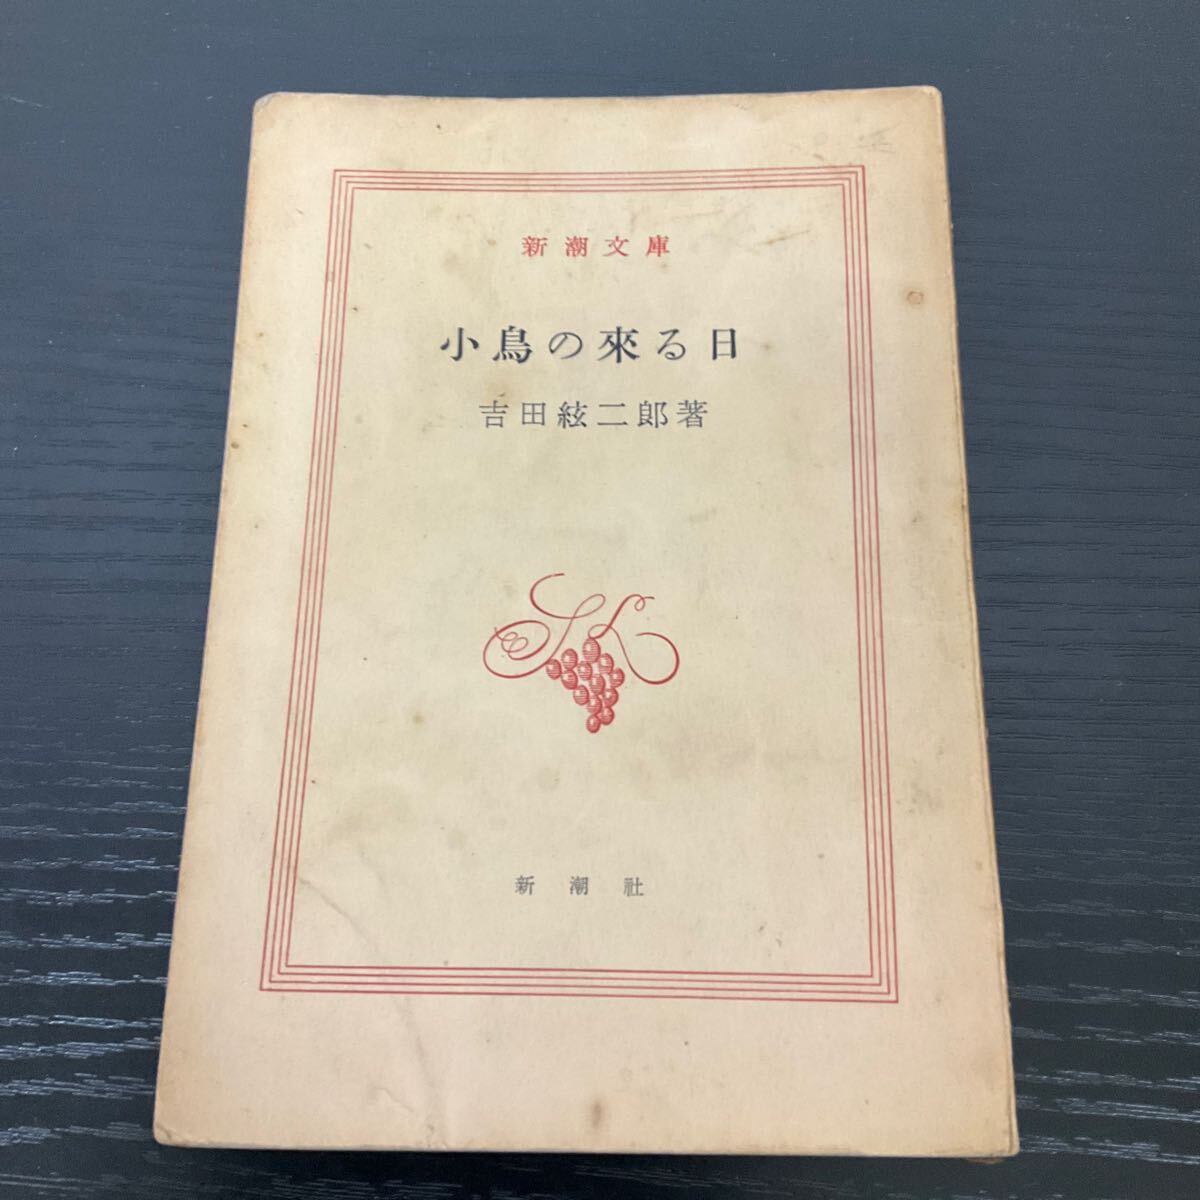 新潮文庫
小鳥の來る日
吉田絃二郎著
新潮社